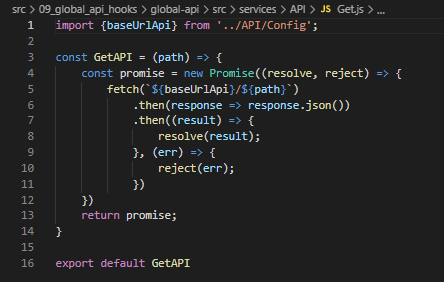 src > 09_global_api_hooks > global-api > src > services > API > JS Get.js > ...
1 import {baseUrlApi} from '../API/Config';
2
3 const GetAPI = (path) => {
4 const promise = new Promise((resolve, reject) => {
5 fetch(`${baseUrlApi}/${path}`)
6 .then(response => response.json())
7 .then((result) => {
8 resolve(result);
9 }, (err) => {
10 reject(err);
11 })
12 })
13 return promise;
14 }
15
16 export default GetAPI